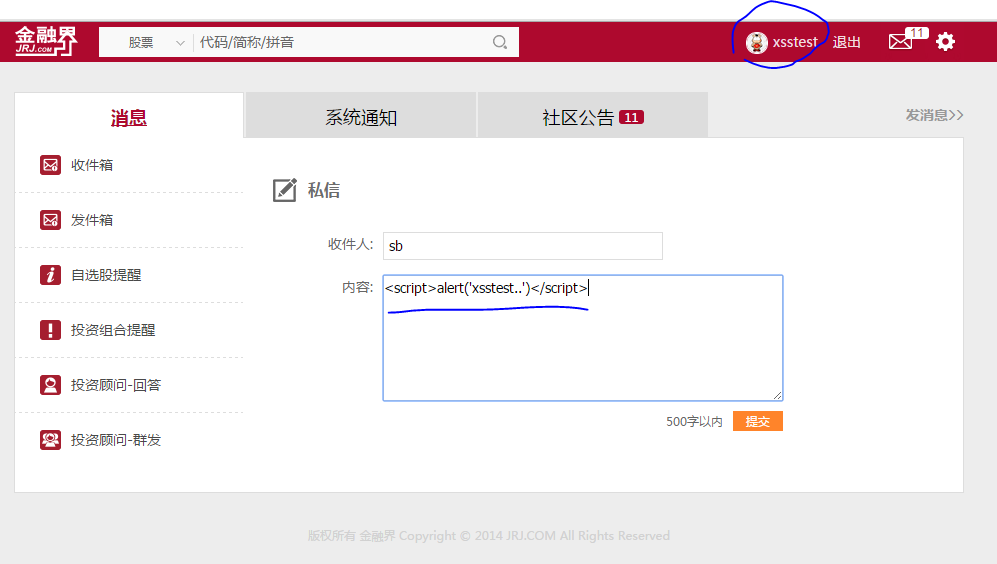 金融界
JRJ.COM
股票 代码/简称/拼音
xsstest 退出 11
消息 系统通知 社区公告 11 发消息>>
收件箱
发件箱
自选股提醒
投资组合提醒
投资顾问-回答
投资顾问-群发
私信
收件人: sb
内容: <script>alert('xsstest..')</script>
500字以内 提交
版权所有 金融界 Copyright © 2014 JRJ.COM All Rights Reserved